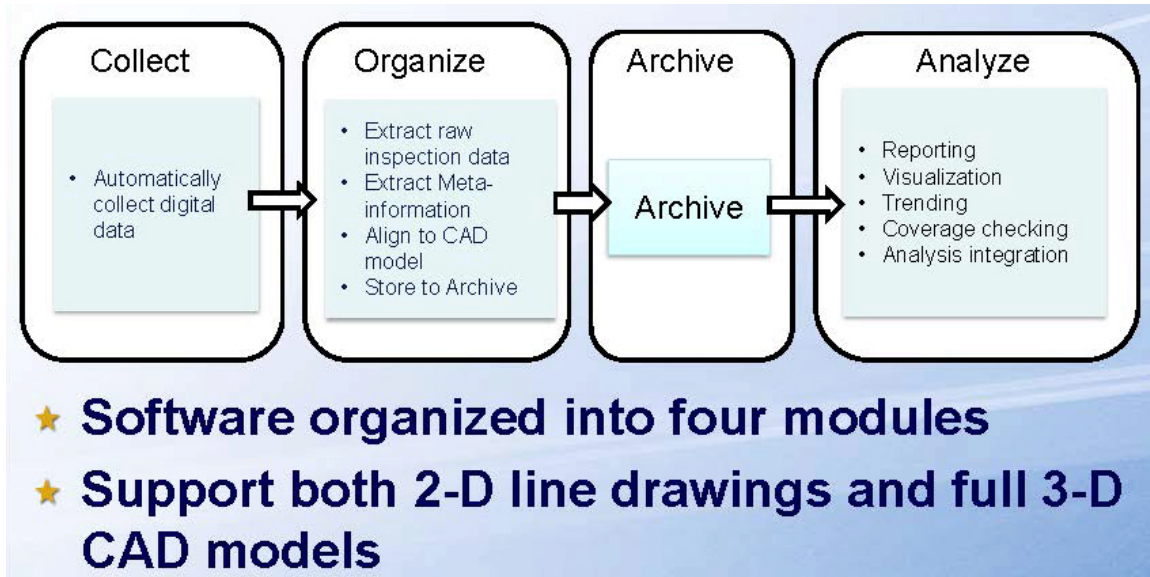 Collect
• Automatically
collect digital
data
Organize
• Extract raw
inspection data
• Extract Meta-
information
• Align to CAD
model
• Store to Archive
Archive
Archive
Analyze
• Reporting
• Visualization
• Trending
• Coverage checking
• Analysis integration
Software organized into four modules
Support both 2-D line drawings and full 3-D
CAD models